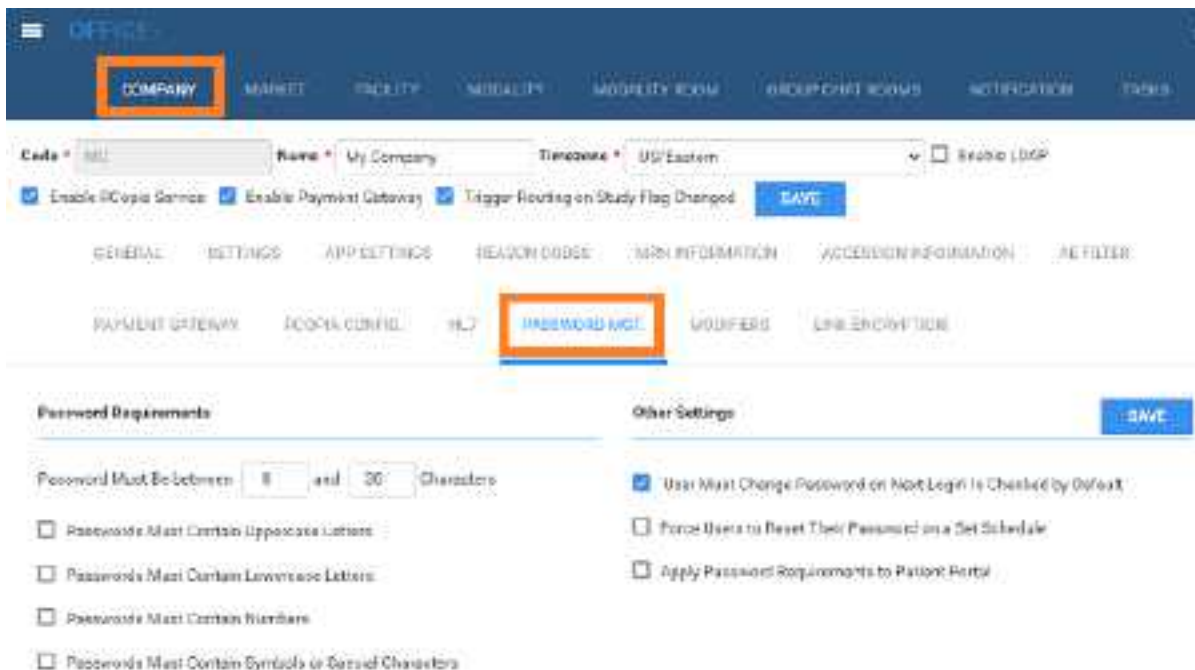 OFFICE
COMPANY MARKET FACILITY MODALITY MODALITY ROOM GROUP CHAT ROOMS NOTIFICATION TASKS
Code * Name * My Company Timezone * US/Eastern Enable LDAP
Enable RCopia Service Enable Payment Gateway Trigger Routing on Study Flag Changed SAVE
GENERAL SETTINGS APP SETTINGS REASON CODES MRN INFORMATION ACCESSION INFORMATION AE FILTER
PAYMENT GATEWAY RCOPIA CONFIG. HL7 PASSWORD MGT. MODIFIERS LINK ENCRYPTION
Password Requirements Other Settings SAVE
Password Must Be between and 30 Characters
User Must Change Password on Next Login Is Checked by Default
Passwords Must Contain Uppercase Letters
Force Users to Reset Their Password on a Set Schedule
Passwords Must Contain Lowercase Letters
Apply Password Requirements to Patient Portal
Passwords Must Contain Numbers
Passwords Must Contain Symbols or Special Characters